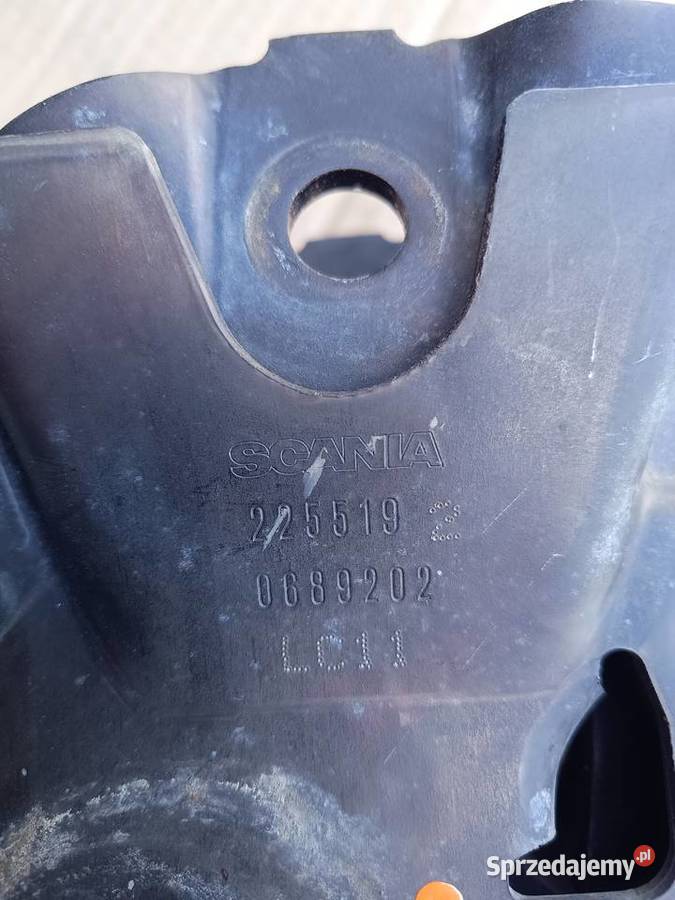 SCANIA
225519 2
0689202
LC11
Sprzedajemy.pl